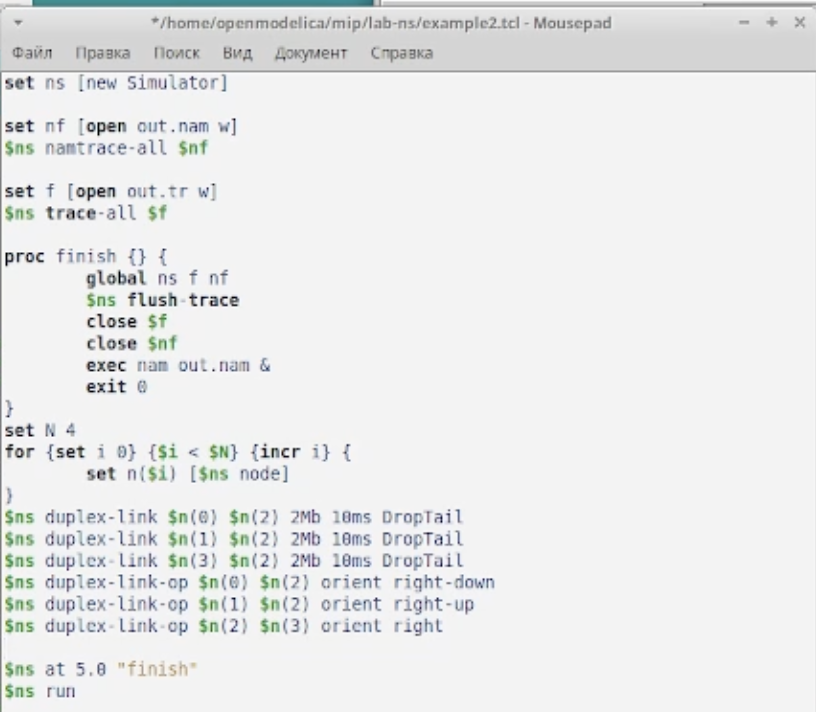 */home/openmodelica/mip/lab-ns/example2.tcl - Mousepad
Файл Правка Поиск Вид Документ Справка
set ns [new Simulator]

set nf [open out.nam w]
$ns namtrace-all $nf

set f [open out.tr w]
$ns trace-all $f

proc finish {} {
        global ns f nf
        $ns flush-trace
        close $f
        close $nf
        exec nam out.nam &
        exit 0
}
set N 4
for {set i 0} {$i < $N} {incr i} {
        set n($i) [$ns node]
}
$ns duplex-link $n(0) $n(2) 2Mb 10ms DropTail
$ns duplex-link $n(1) $n(2) 2Mb 10ms DropTail
$ns duplex-link $n(3) $n(2) 2Mb 10ms DropTail
$ns duplex-link-op $n(0) $n(2) orient right-down
$ns duplex-link-op $n(1) $n(2) orient right-up
$ns duplex-link-op $n(2) $n(3) orient right

$ns at 5.0 "finish"
$ns run